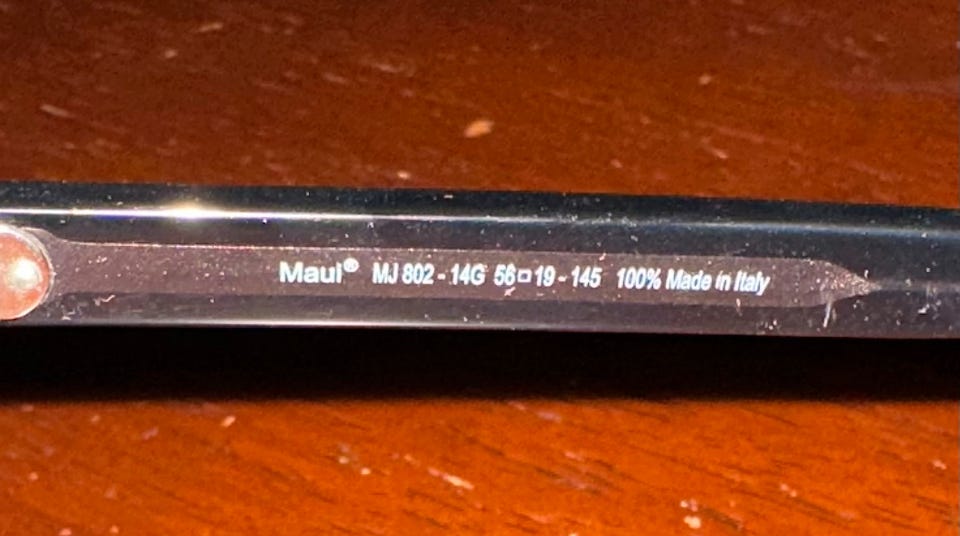 Maui® MJ 802 - 14G 56□19 - 145 100% Made in Italy